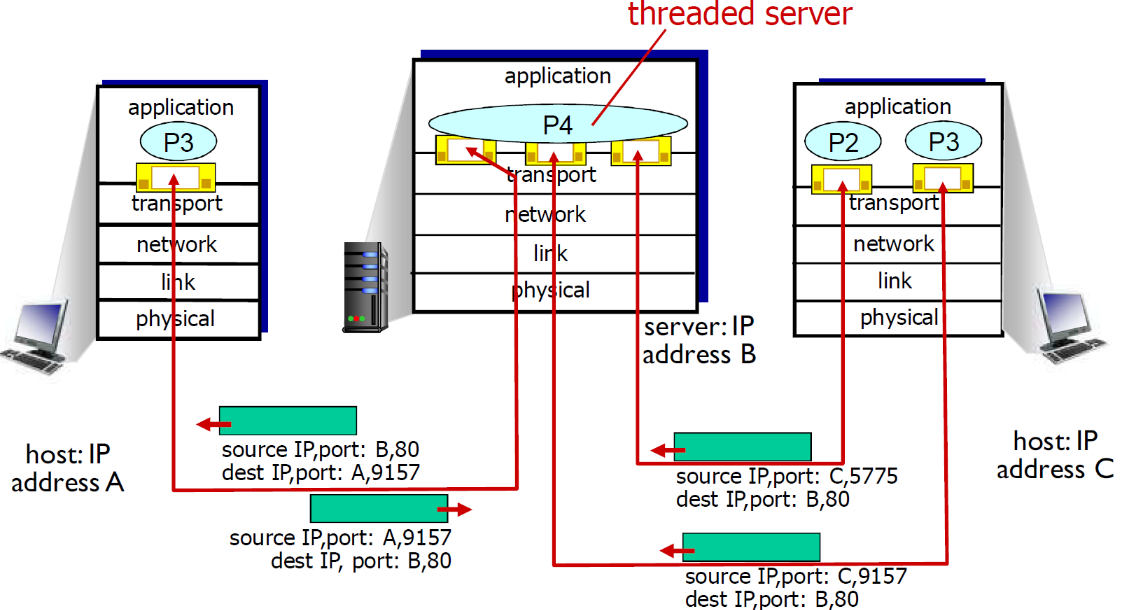 threaded server
application
P3
transport
network
link
physical
application
P4
transport
network
link
physical
application
P2
P3
transport
network
link
physical
server: IP
address B
host: IP
address A
source IP,port: B,80
dest IP,port: A,9157
source IP,port: A,9157
dest IP, port: B,80
host: IP
address C
source IP,port: C,5775
dest IP,port: B,80
source IP,port: C,9157
dest IP,port: B,80